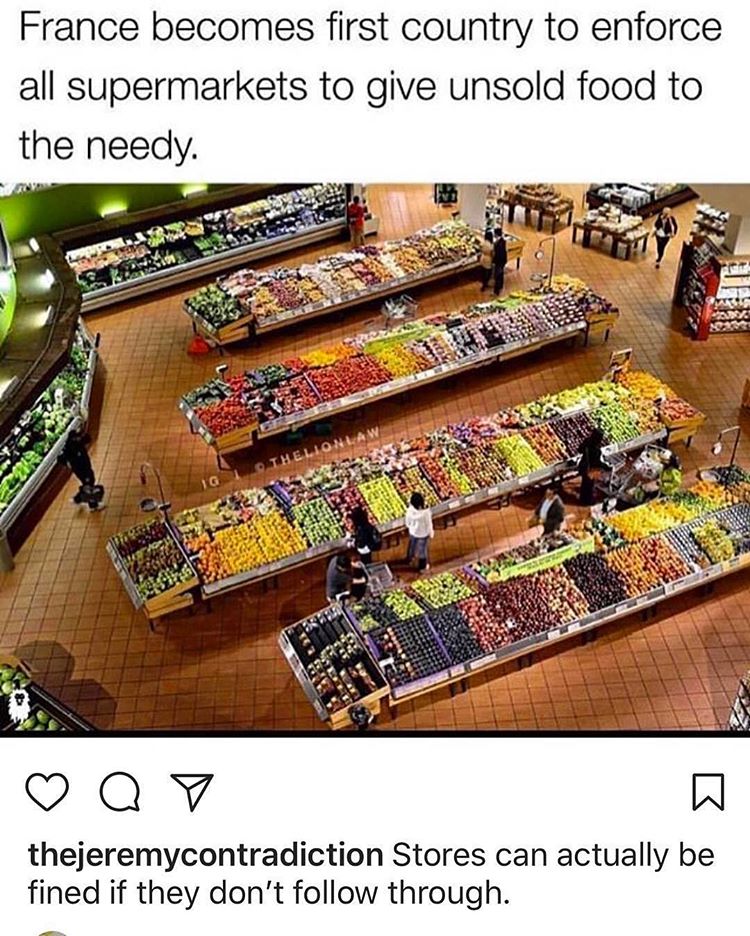 France becomes first country to enforce
all supermarkets to give unsold food to
the needy.
IG | @THELIONLAW
thejeremycontradiction Stores can actually be
fined if they don’t follow through.